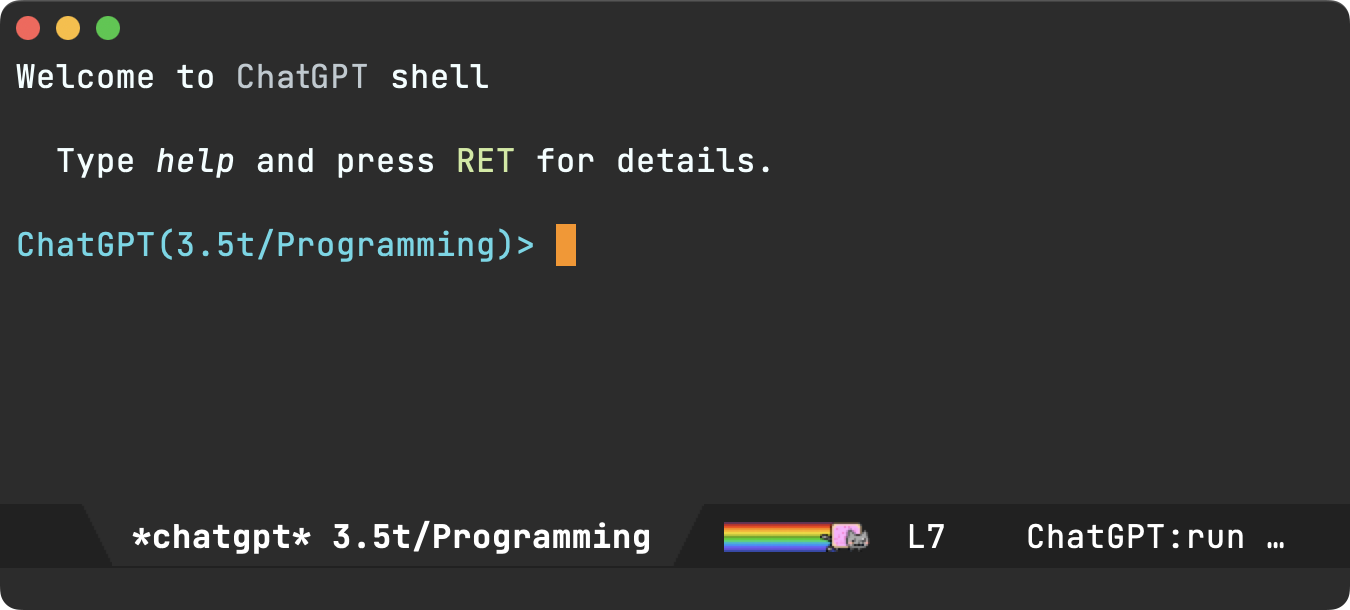 Welcome to ChatGPT shell
Type help and press RET for details.
ChatGPT(3.5t/Programming)>
*chatgpt* 3.5t/Programming L7 ChatGPT:run …